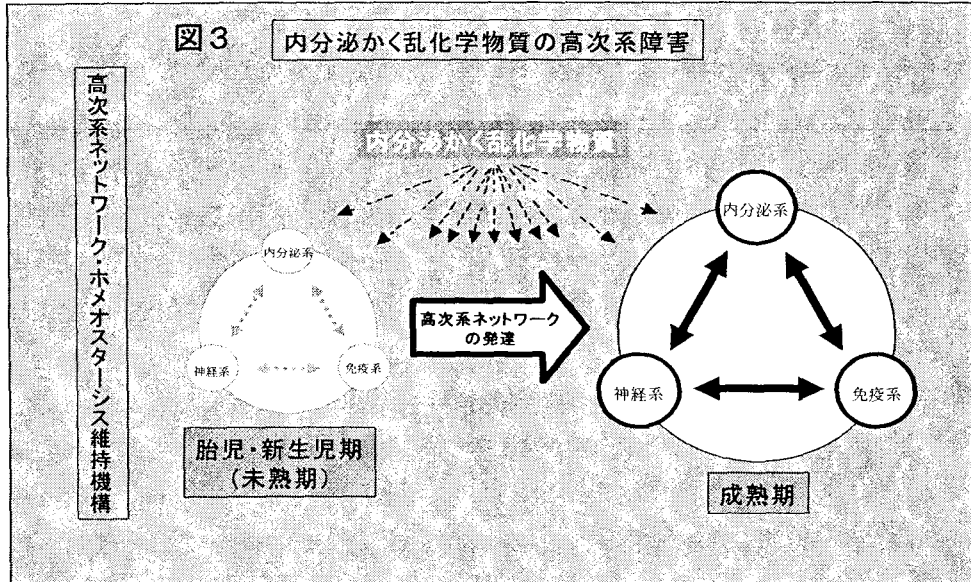 図3
内分泌かく乱化学物質の高次系障害
高次系ネットワーク・ホメオスターシス維持機構
内分泌かく乱化学物質
内分泌系
神経系
免疫系
胎児・新生児期
(未熟期)
高次系ネットワーク
の発達
内分泌系
神経系
免疫系
成熟期